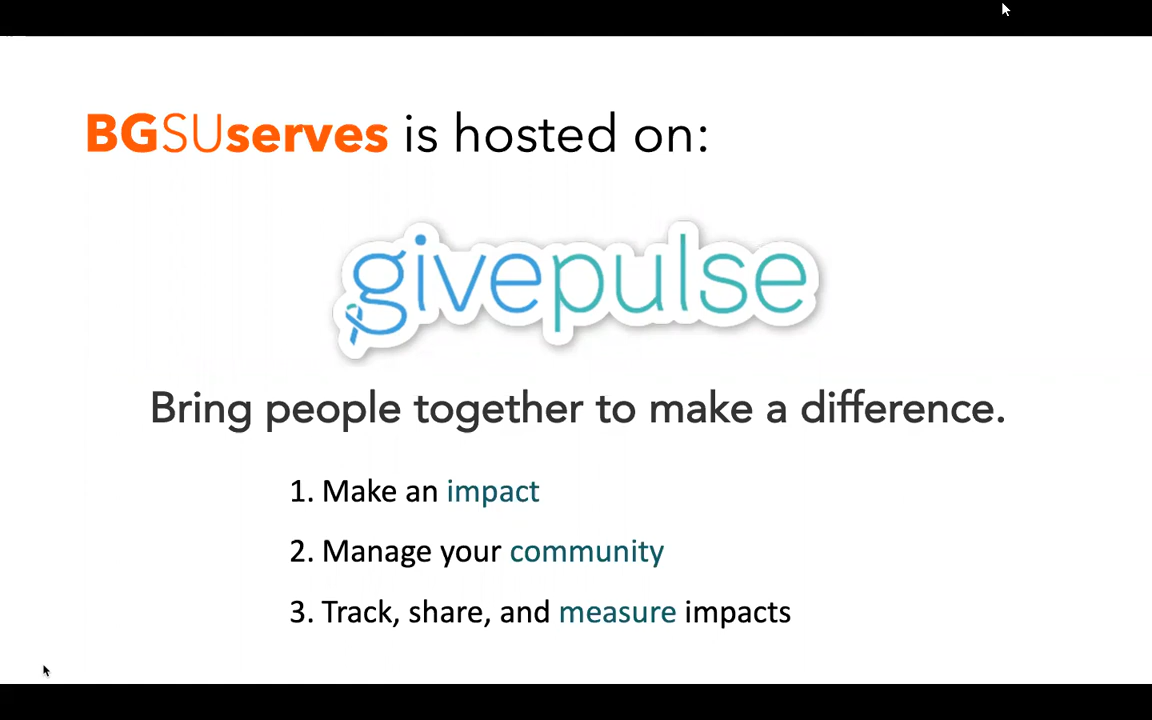 BGSUserves is hosted on:
givepulse
Bring people together to make a difference.
1. Make an impact
2. Manage your community
3. Track, share, and measure impacts